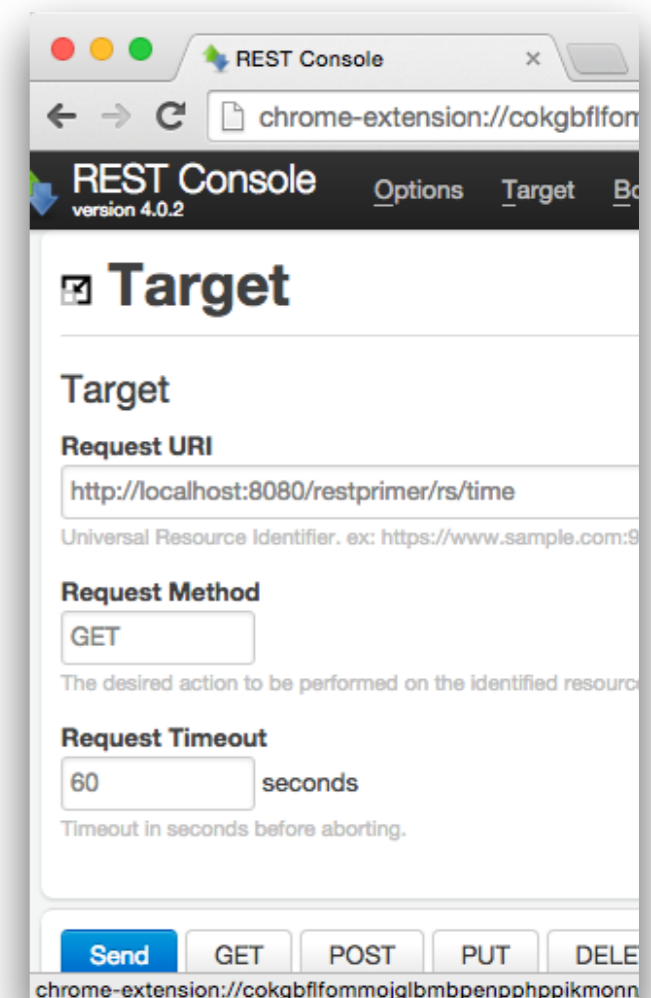 REST Console
chrome-extension://cokgbflfom
REST Console
version 4.0.2
Options Target Bo
Target
Target
Request URI
http://localhost:8080/restprimer/rs/time
Universal Resource Identifier. ex: https://www.sample.com:9
Request Method
GET
The desired action to be performed on the identified resource
Request Timeout
60 seconds
Timeout in seconds before aborting.
Send GET POST PUT DELE
chrome-extension://cokgbflfommojglbmbpenpphppikmonn